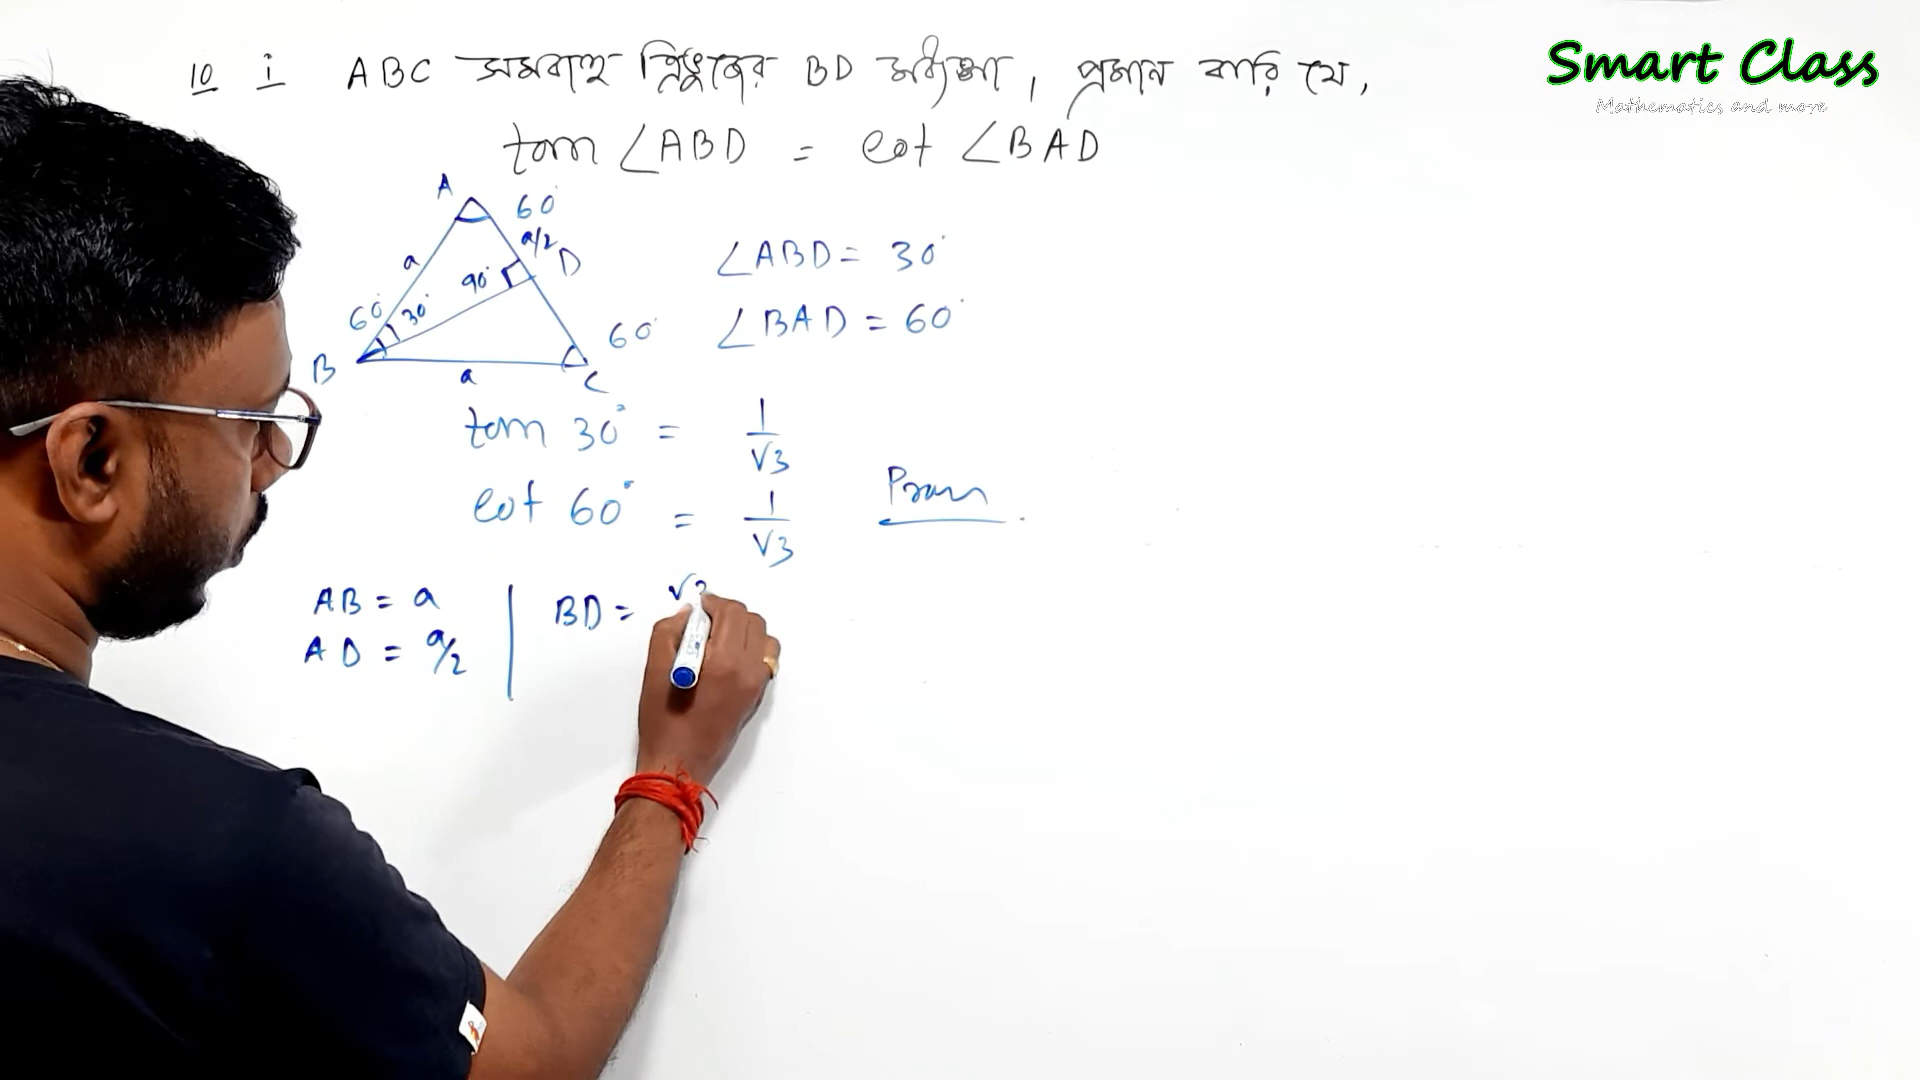 10 i ABC সমবাহু ত্রিভুজের BD মধ্যমা, প্রমান করি যে,
tan ∠ABD = cot ∠BAD
Smart Class
Mathematics and more
A 60°
a/2
a 90° D
60° 30° 60°
B a C
∠ABD = 30°
∠BAD = 60°
tan 30° = 1/√3
cot 60° = 1/√3
AB = a
AD = a/2
BD =